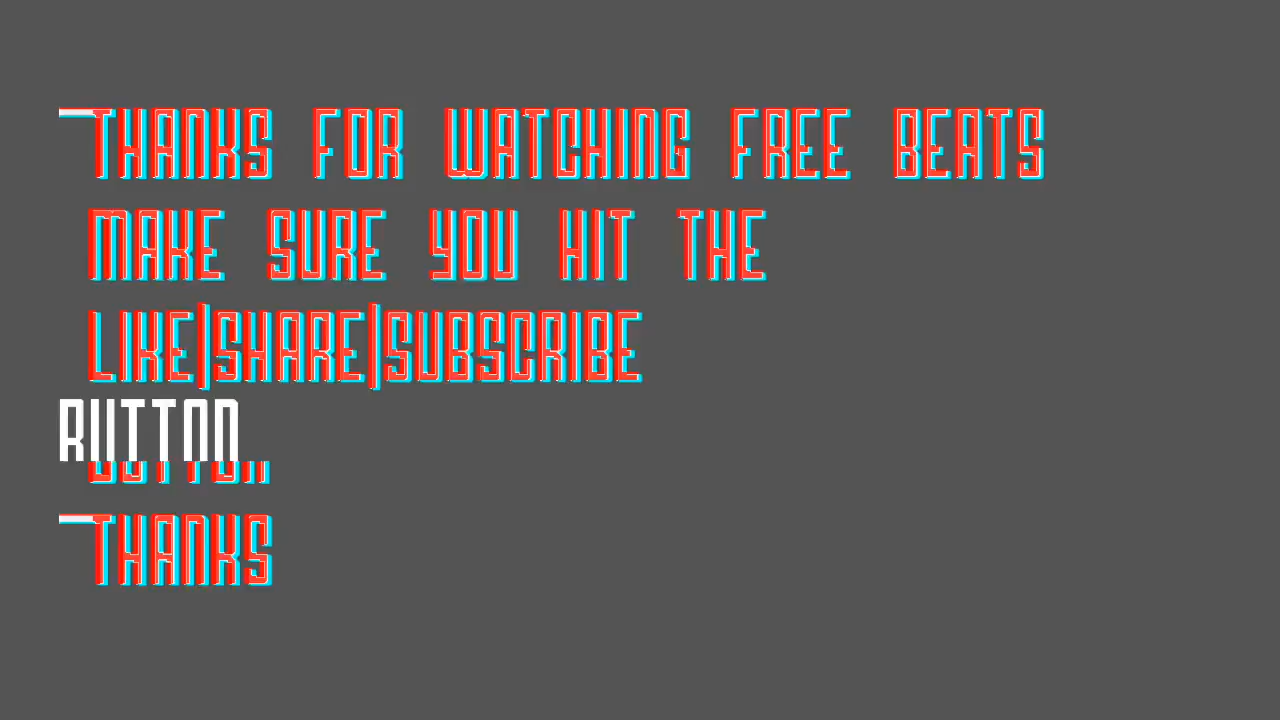 THANKS FOR WATCHING FREE BEATS
MAKE SURE YOU HIT THE
LIKE|SHARE|SUBSCRIBE
BUTTON
THANKS